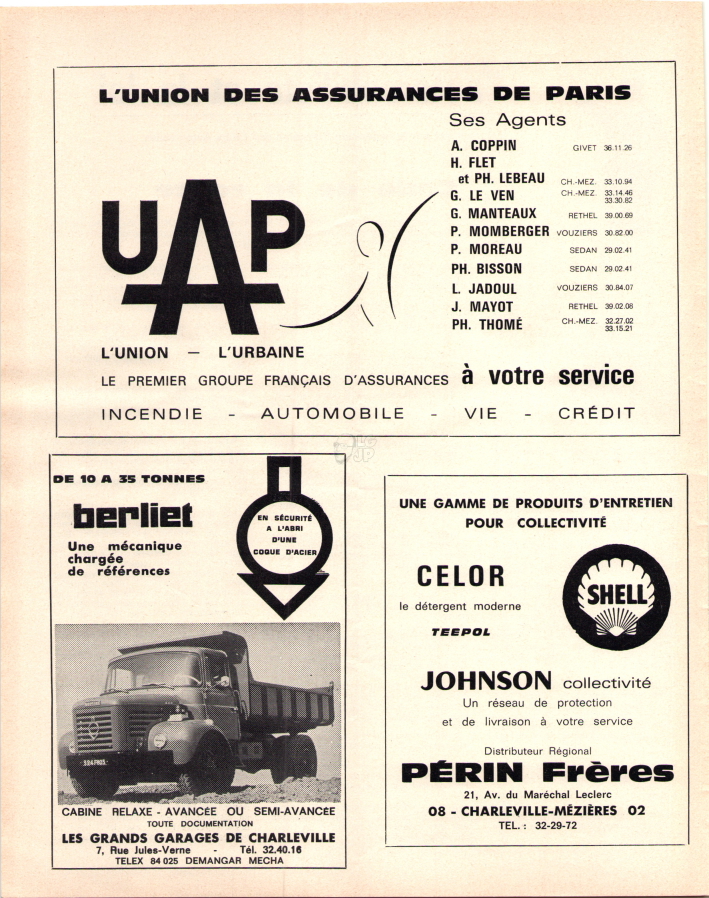 L'UNION DES ASSURANCES DE PARIS
Ses Agents
A. COPPIN GIVET 36.11.26
H. FLET
et PH. LEBEAU CH.-MEZ. 33.10.94
G. LE VEN CH.-MEZ. 33.14.46
33.30.82
G. MANTEAUX RETHEL 39.00.69
P. MOMBERGER VOUZIERS 30.82.00
P. MOREAU SEDAN 29.02.41
PH. BISSON SEDAN 29.02.41
L. JADOUL VOUZIERS 30.84.07
J. MAYOT RETHEL 39.02.08
PH. THOMÉ CH.-MEZ. 32.27.02
33.15.21
UAP
L'UNION — L'URBAINE
LE PREMIER GROUPE FRANÇAIS D'ASSURANCES à votre service
INCENDIE - AUTOMOBILE - VIE - CRÉDIT
DE 10 A 35 TONNES
berliet
Une mécanique
chargée
de références
EN SÉCURITÉ
A L'ABRI
D'UNE
COQUE D'ACIER
CABINE RELAXE - AVANCÉE OU SEMI-AVANCÉE
TOUTE DOCUMENTATION
LES GRANDS GARAGES DE CHARLEVILLE
7, Rue Jules-Verne - Tél. 32.40.16
TELEX 84 025 DEMANGAR MECHA
UNE GAMME DE PRODUITS D'ENTRETIEN
POUR COLLECTIVITÉ
CELOR
le détergent moderne
TEEPOL
SHELL
JOHNSON collectivité
Un réseau de protection
et de livraison à votre service
Distributeur Régional
PÉRIN Frères
21, Av. du Maréchal Leclerc
08 - CHARLEVILLE-MÉZIÈRES 02
TEL. : 32-29-72